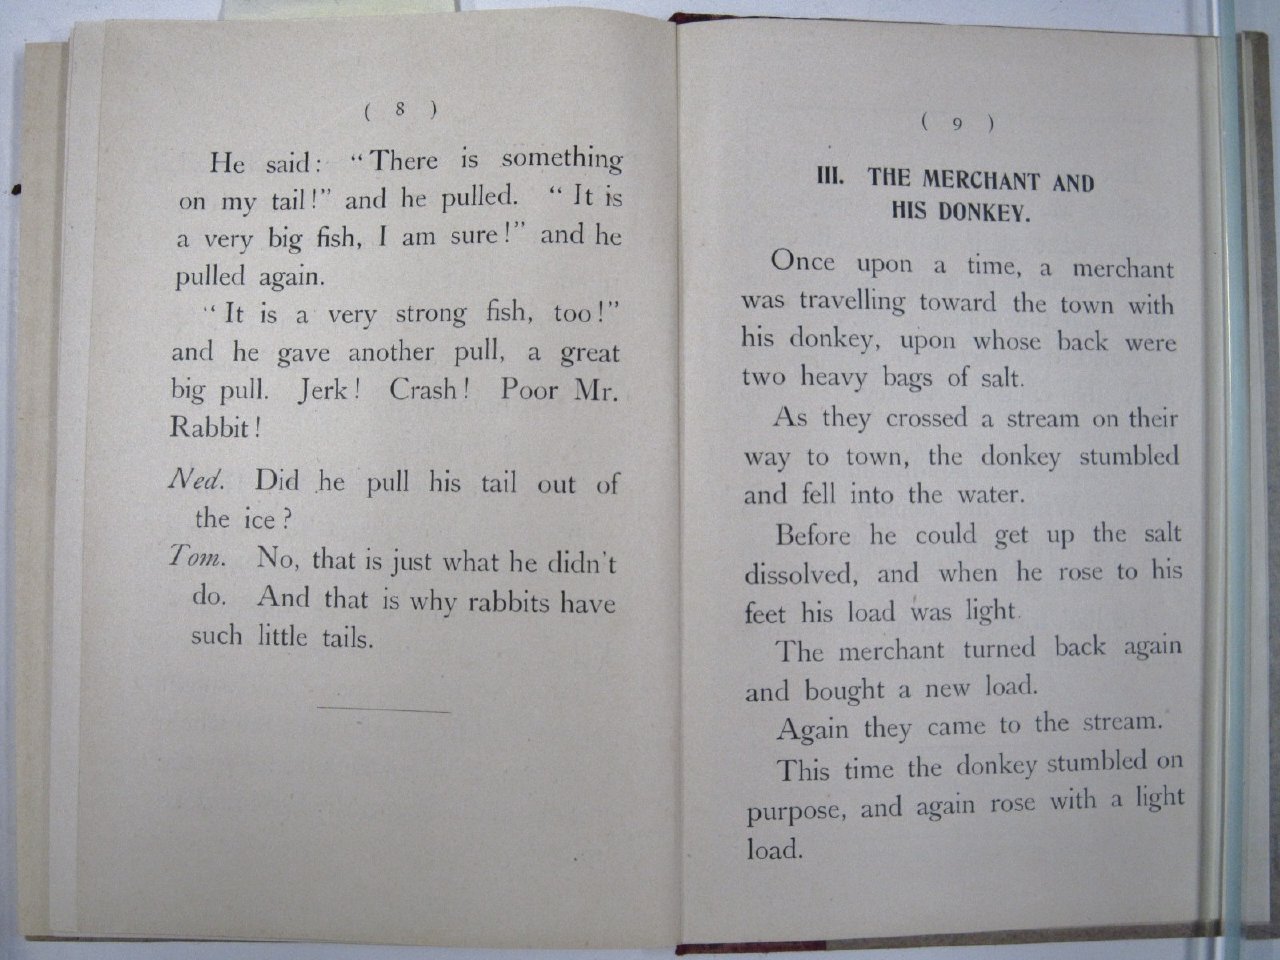 ( 8 )
He said: "There is something
on my tail!" and he pulled. "It is
a very big fish, I am sure!" and he
pulled again.
"It is a very strong fish, too!"
and he gave another pull, a great
big pull. Jerk! Crash! Poor Mr.
Rabbit!
Ned. Did he pull his tail out of
the ice?
Tom. No, that is just what he didn't
do. And that is why rabbits have
such little tails.
( 9 )
III. THE MERCHANT AND
HIS DONKEY.
Once upon a time, a merchant
was travelling toward the town with
his donkey, upon whose back were
two heavy bags of salt.
As they crossed a stream on their
way to town, the donkey stumbled
and fell into the water.
Before he could get up the salt
dissolved, and when he rose to his
feet his load was light.
The merchant turned back again
and bought a new load.
Again they came to the stream.
This time the donkey stumbled on
purpose, and again rose with a light
load.